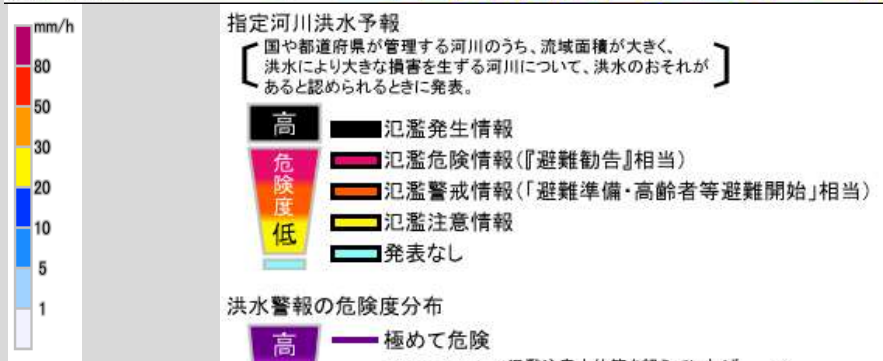 mm/h
80
50
30
20
10
5
1
指定河川洪水予報
国や都道府県が管理する河川のうち、流域面積が大きく、
洪水により大きな損害を生ずる河川について、洪水のおそれが
あると認められるときに発表。
高
危険度
低
氾濫発生情報
氾濫危険情報(『避難勧告』相当)
氾濫警戒情報(「避難準備・高齢者等避難開始」相当)
氾濫注意情報
発表なし
洪水警報の危険度分布
高
極めて危険